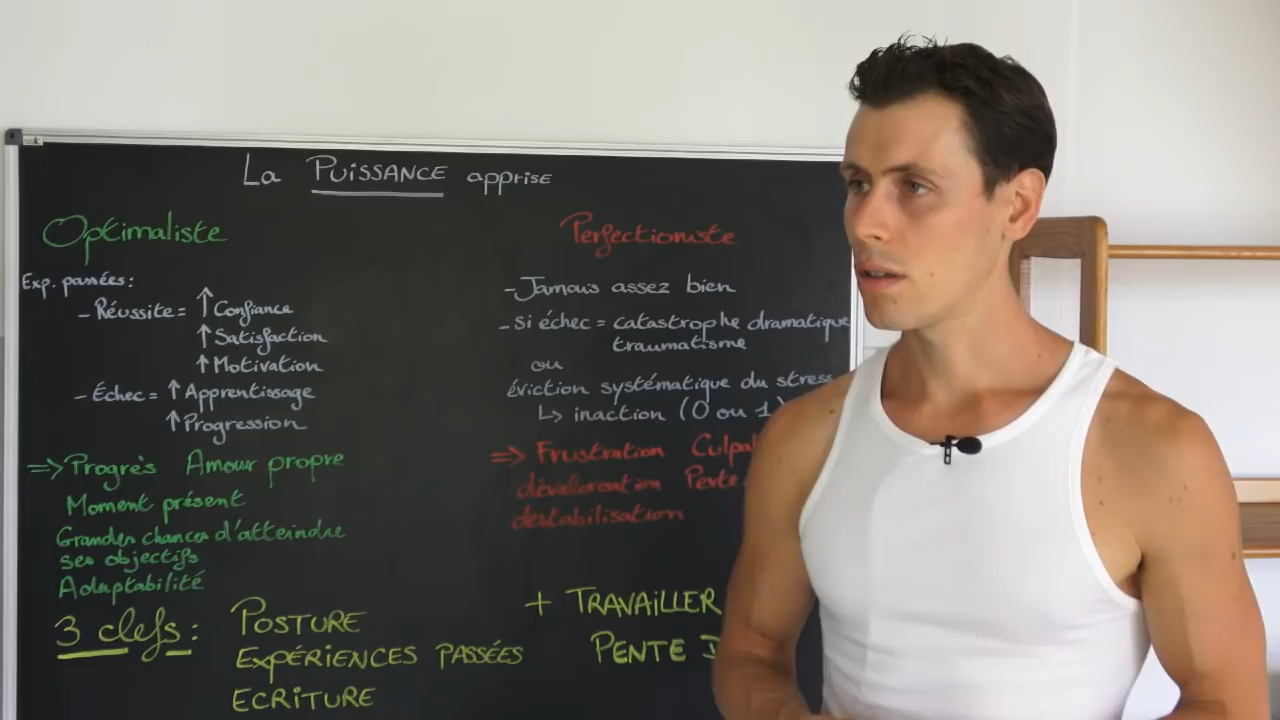 La PUISSANCE apprise
Optimaliste
Exp. passées:
- Réussite = ↑ Confiance
↑ Satisfaction
↑ Motivation
- Échec = ↑ Apprentissage
↑ Progression
=> Progrès Amour propre
Moment présent
Grandes chances d'atteindre
ses objectifs
Adaptabilité
Perfectioniste
- Jamais assez bien
- Si échec = catastrophe dramatique
traumatisme
ou
éviction systématique du stress
↳ inaction (0 ou 1)
=> Frustration
dévalorisation Perte
destabilisation
3 clefs: POSTURE
EXPÉRIENCES PASSÉES
ECRITURE
+ TRAVAILLER
PENTE